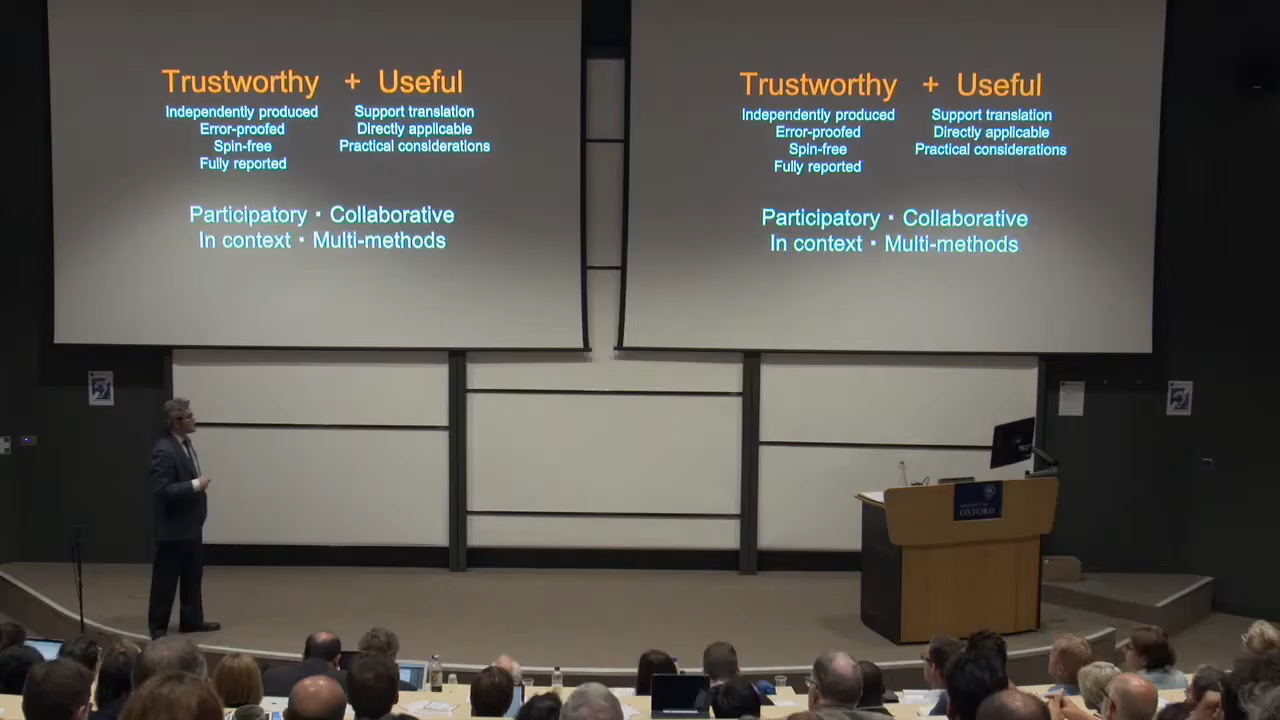 Trustworthy + Useful
Independently produced
Error-proofed
Spin-free
Fully reported
Support translation
Directly applicable
Practical considerations
Participatory · Collaborative
In context · Multi-methods
Trustworthy + Useful
Independently produced
Error-proofed
Spin-free
Fully reported
Support translation
Directly applicable
Practical considerations
Participatory · Collaborative
In context · Multi-methods
UNIVERSITY OF
OXFORD